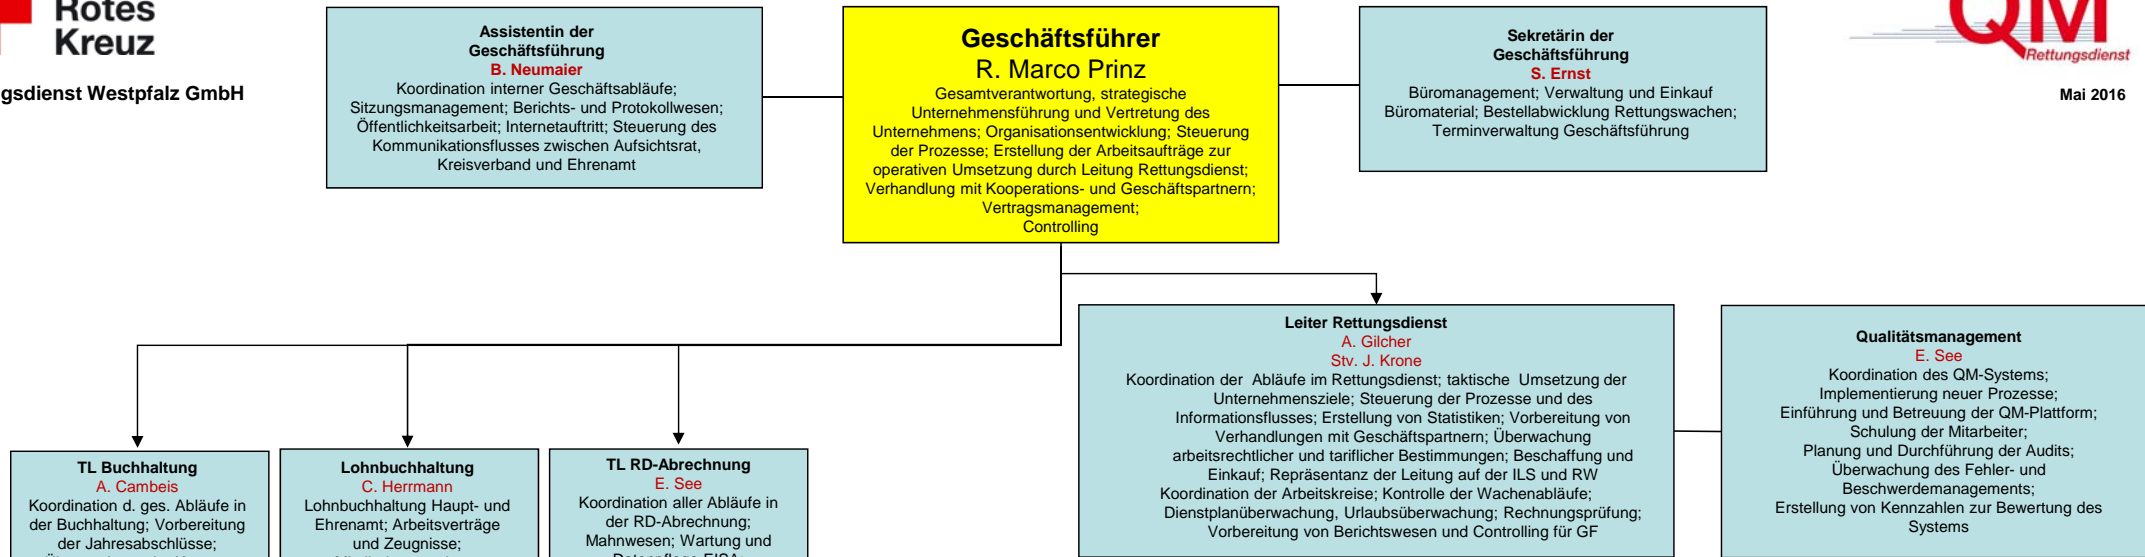 Rotes
Kreuz
gsdienst Westpfalz GmbH
Assistentin der
Geschäftsführung
B. Neumaier
Koordination interner Geschäftsabläufe;
Sitzungsmanagement; Berichts- und Protokollwesen;
Öffentlichkeitsarbeit; Internetauftritt; Steuerung des
Kommunikationsflusses zwischen Aufsichtsrat,
Kreisverband und Ehrenamt
Geschäftsführer
R. Marco Prinz
Gesamtverantwortung, strategische
Unternehmensführung und Vertretung des
Unternehmens; Organisationsentwicklung; Steuerung
der Prozesse; Erstellung der Arbeitsaufträge zur
operativen Umsetzung durch Leitung Rettungsdienst;
Verhandlung mit Kooperations- und Geschäftspartnern;
Vertragsmanagement;
Controlling
Sekretärin der
Geschäftsführung
S. Ernst
Büromanagement; Verwaltung und Einkauf
Büromaterial; Bestellabwicklung Rettungswachen;
Terminverwaltung Geschäftsführung
QM
Rettungsdienst
Mai 2016
Leiter Rettungsdienst
A. Gilcher
Stv. J. Krone
Koordination der Abläufe im Rettungsdienst; taktische Umsetzung der
Unternehmensziele; Steuerung der Prozesse und des
Informationsflusses; Erstellung von Statistiken; Vorbereitung von
Verhandlungen mit Geschäftspartnern; Überwachung
arbeitsrechtlicher und tariflicher Bestimmungen; Beschaffung und
Einkauf; Repräsentanz der Leitung auf der ILS und RW
Koordination der Arbeitskreise; Kontrolle der Wachenabläufe;
Dienstplanüberwachung, Urlaubsüberwachung; Rechnungsprüfung;
Vorbereitung von Berichtswesen und Controlling für GF
Qualitätsmanagement
E. See
Koordination des QM-Systems;
Implementierung neuer Prozesse;
Einführung und Betreuung der QM-Plattform;
Schulung der Mitarbeiter;
Planung und Durchführung der Audits;
Überwachung des Fehler- und
Beschwerdemanagements;
Erstellung von Kennzahlen zur Bewertung des
Systems
TL Buchhaltung
A. Cambeis
Koordination d. ges. Abläufe in
der Buchhaltung; Vorbereitung
der Jahresabschlüsse;
Lohnbuchhaltung
C. Herrmann
Lohnbuchhaltung Haupt- und
Ehrenamt; Arbeitsverträge
und Zeugnisse;
TL RD-Abrechnung
E. See
Koordination aller Abläufe in
der RD-Abrechnung;
Mahnwesen; Wartung und